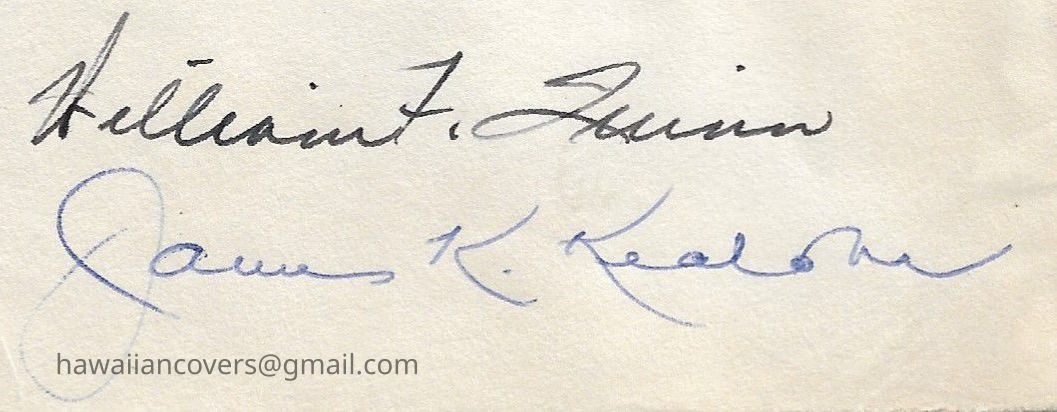 William F. Quinn
James K. Kealoha
hawaiiancovers@gmail.com